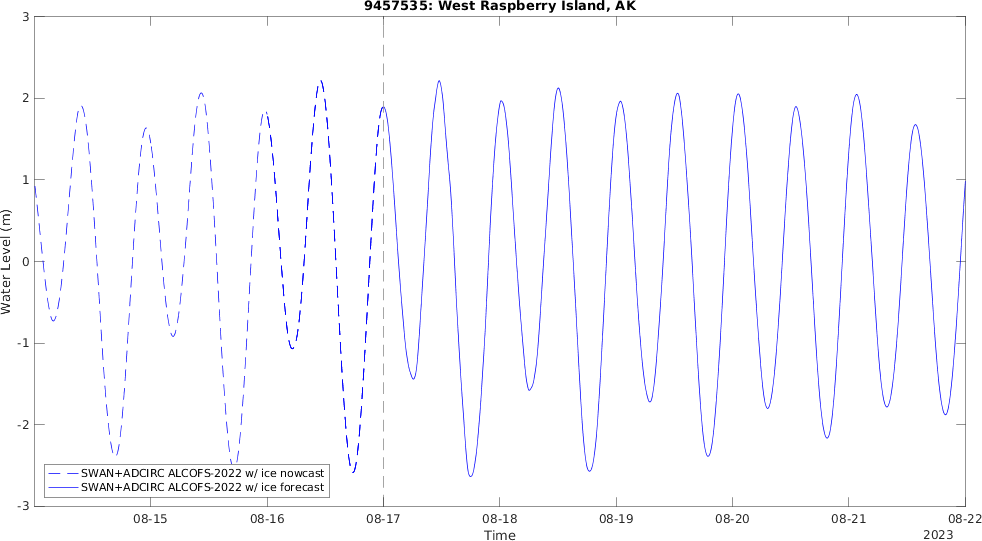 9457535: West Raspberry Island, AK
3
2
1
0
-1
-2
-3
Water Level (m)
SWAN+ADCIRC ALCOFS-2022 w/ ice nowcast
SWAN+ADCIRC ALCOFS-2022 w/ ice forecast
08-15 08-16 08-17 08-18 08-19 08-20 08-21 08-22
Time
2023